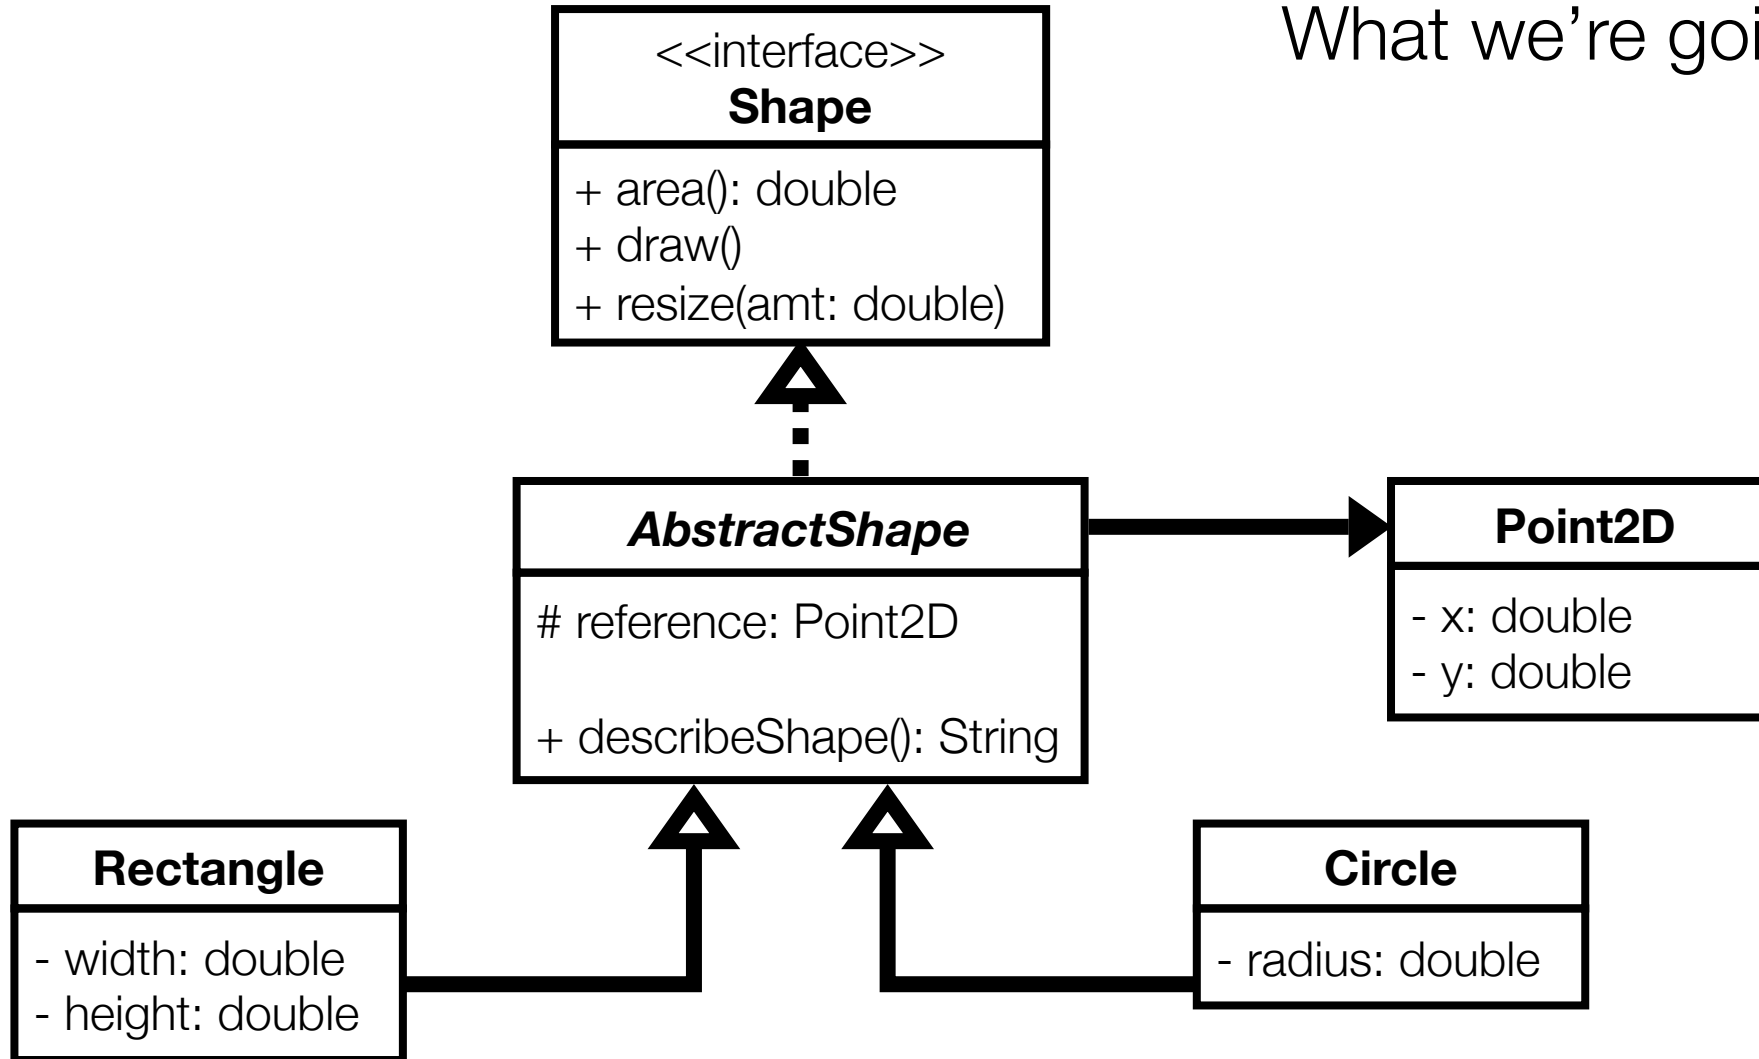 What we’re goi
<<interface>>
Shape
+ area(): double
+ draw()
+ resize(amt: double)
AbstractShape
# reference: Point2D
+ describeShape(): String
Point2D
- x: double
- y: double
Rectangle
- width: double
- height: double
Circle
- radius: double